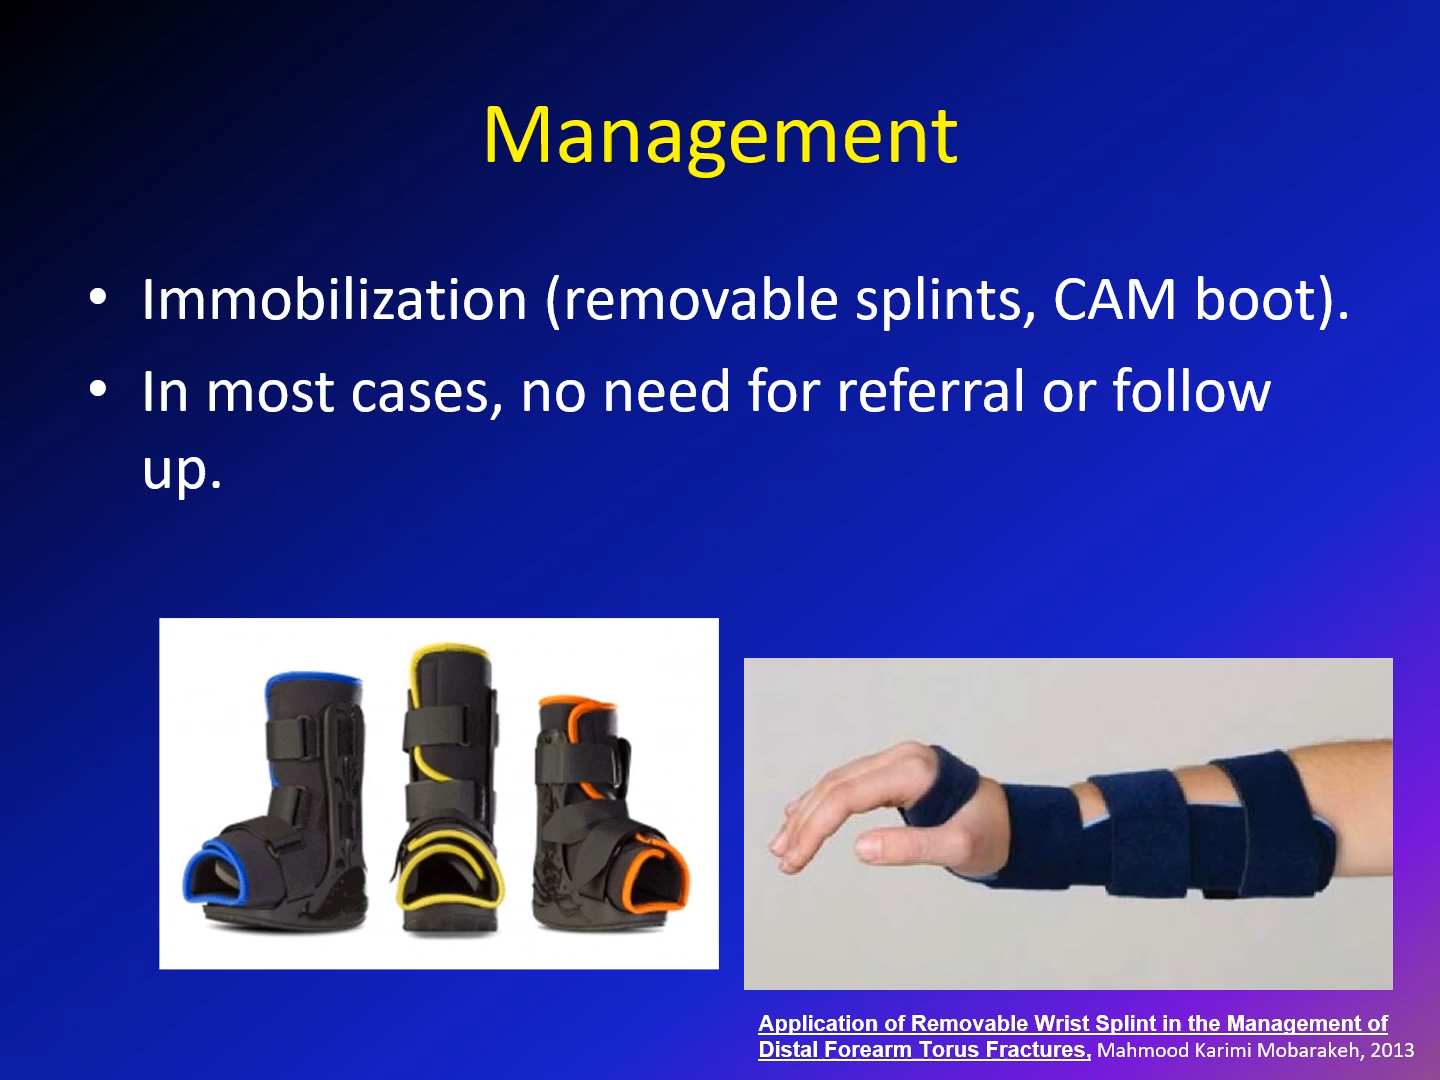 Management
• Immobilization (removable splints, CAM boot).
• In most cases, no need for referral or follow
up.
Application of Removable Wrist Splint in the Management of
Distal Forearm Torus Fractures, Mahmood Karimi Mobarakeh, 2013